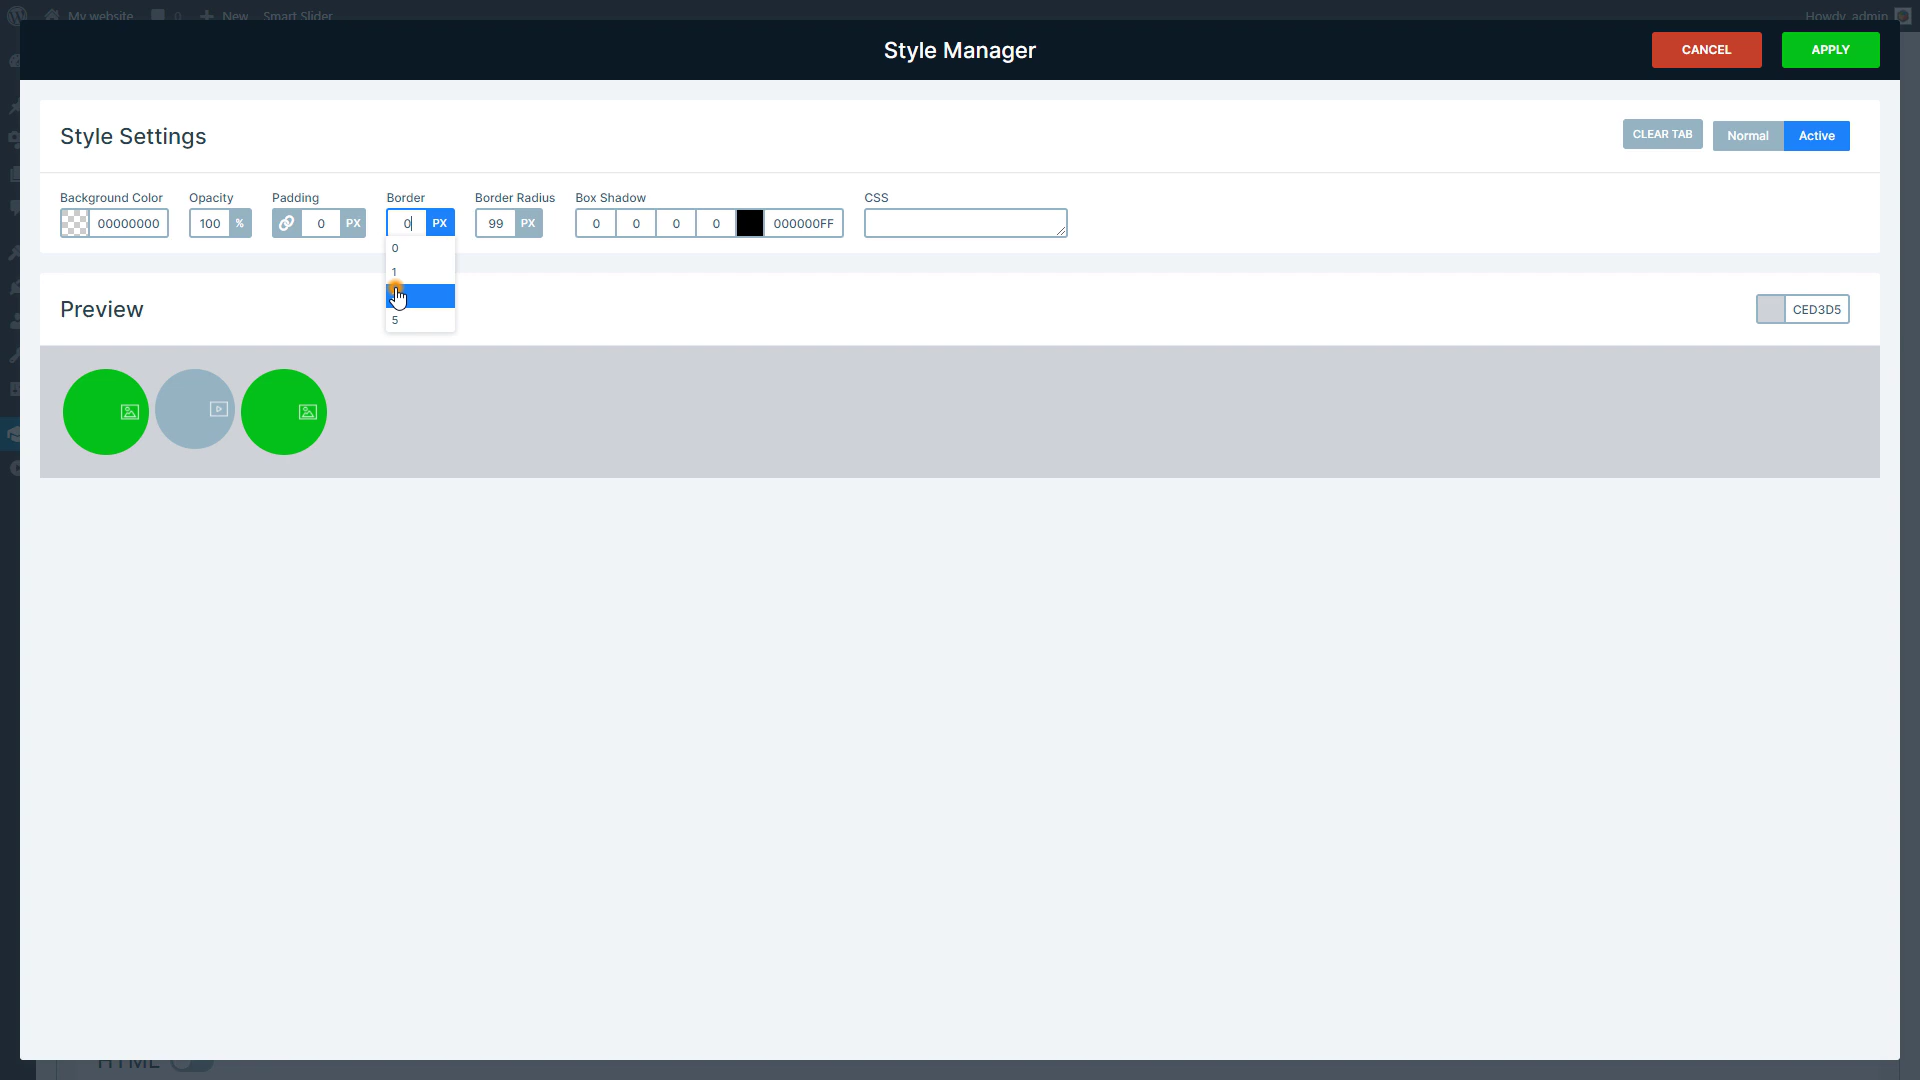 My website 0 New Smart Slider Howdy, admin
Style Manager CANCEL APPLY
Style Settings CLEAR TAB Normal Active
Background Color Opacity Padding Border Border Radius Box Shadow CSS
00000000 100 % 0 PX 0 PX 99 PX 0 0 0 0 000000FF
0
1
5
Preview CED3D5
HTML